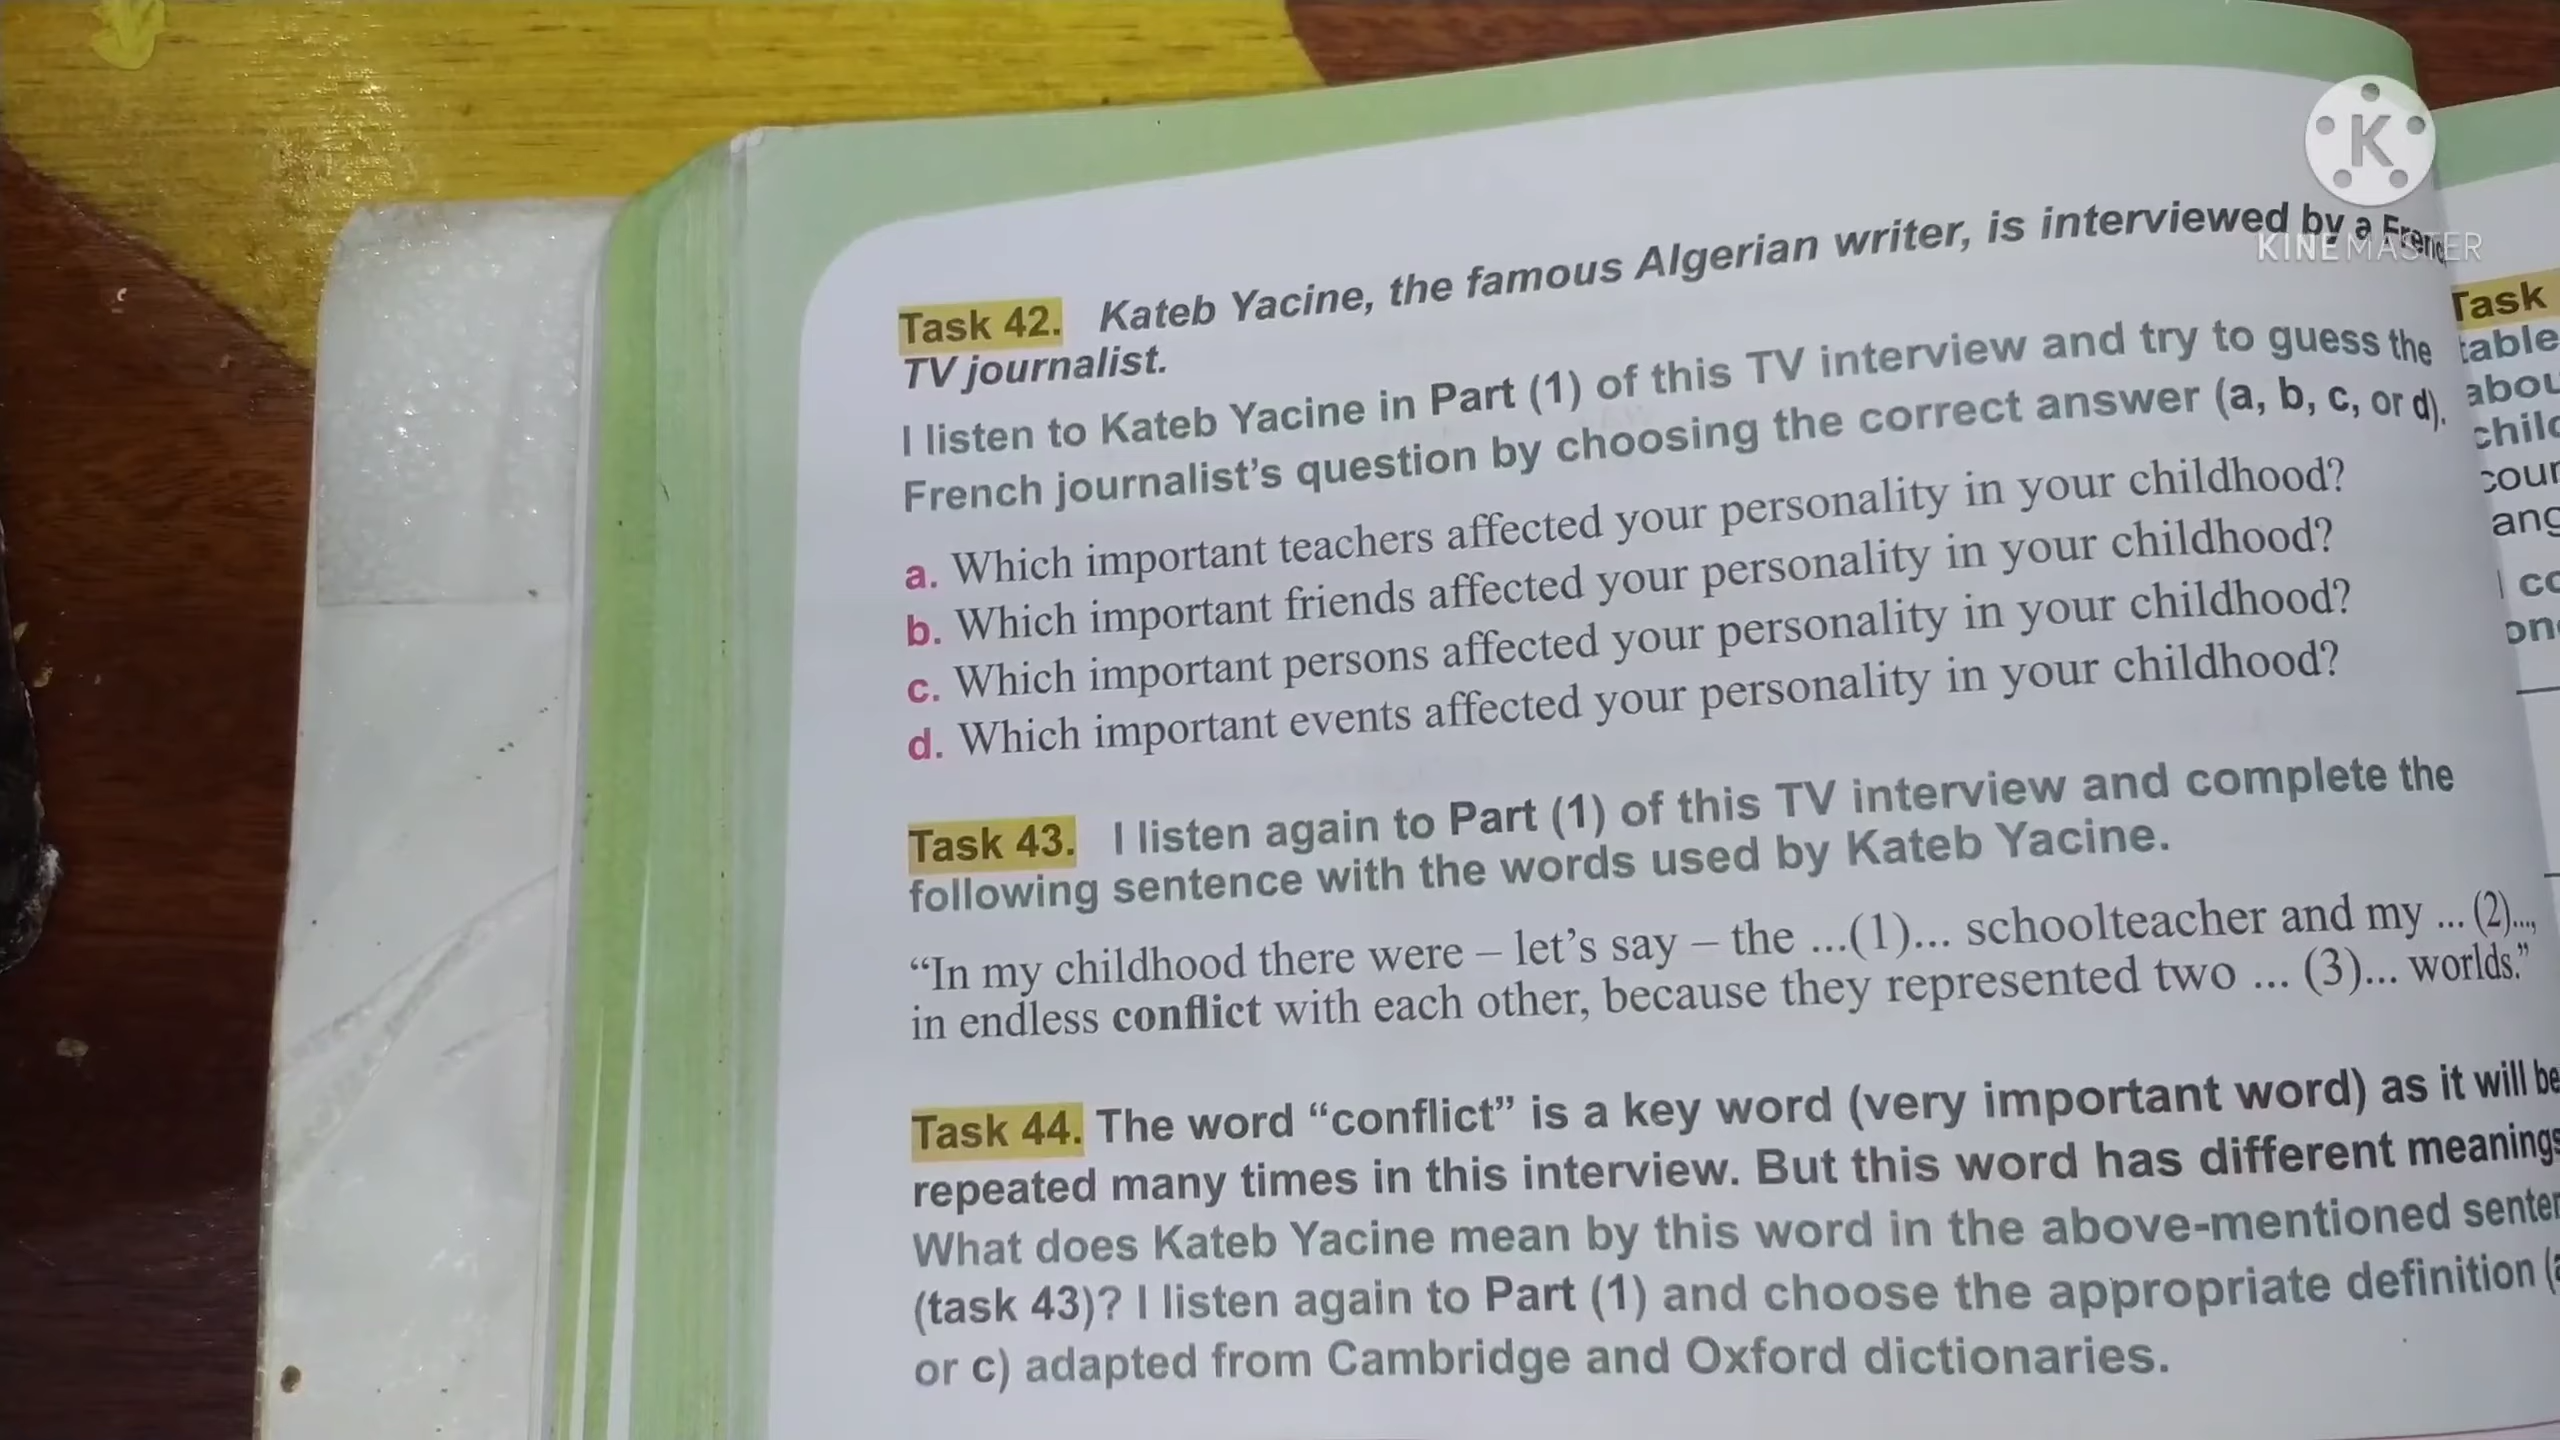 K
KINEMASTER
Task 42. Kateb Yacine, the famous Algerian writer, is interviewed by a
TV journalist.
I listen to Kateb Yacine in Part (1) of this TV interview and try to guess the
French journalist's question by choosing the correct answer (a, b, c, or d).
a. Which important teachers affected your personality in your childhood?
b. Which important friends affected your personality in your childhood?
c. Which important persons affected your personality in your childhood?
d. Which important events affected your personality in your childhood?
Task 43. I listen again to Part (1) of this TV interview and complete the
following sentence with the words used by Kateb Yacine.
“In my childhood there were – let's say – the ...(1)... schoolteacher and my ... (2)...,
in endless conflict with each other, because they represented two ... (3)... worlds.”
Task 44. The word “conflict” is a key word (very important word) as it will be
repeated many times in this interview. But this word has different meanings
What does Kateb Yacine mean by this word in the above-mentioned
(task 43)? I listen again to Part (1) and choose the appropriate definition
or c) adapted from Cambridge and Oxford dictionaries.
Task
table